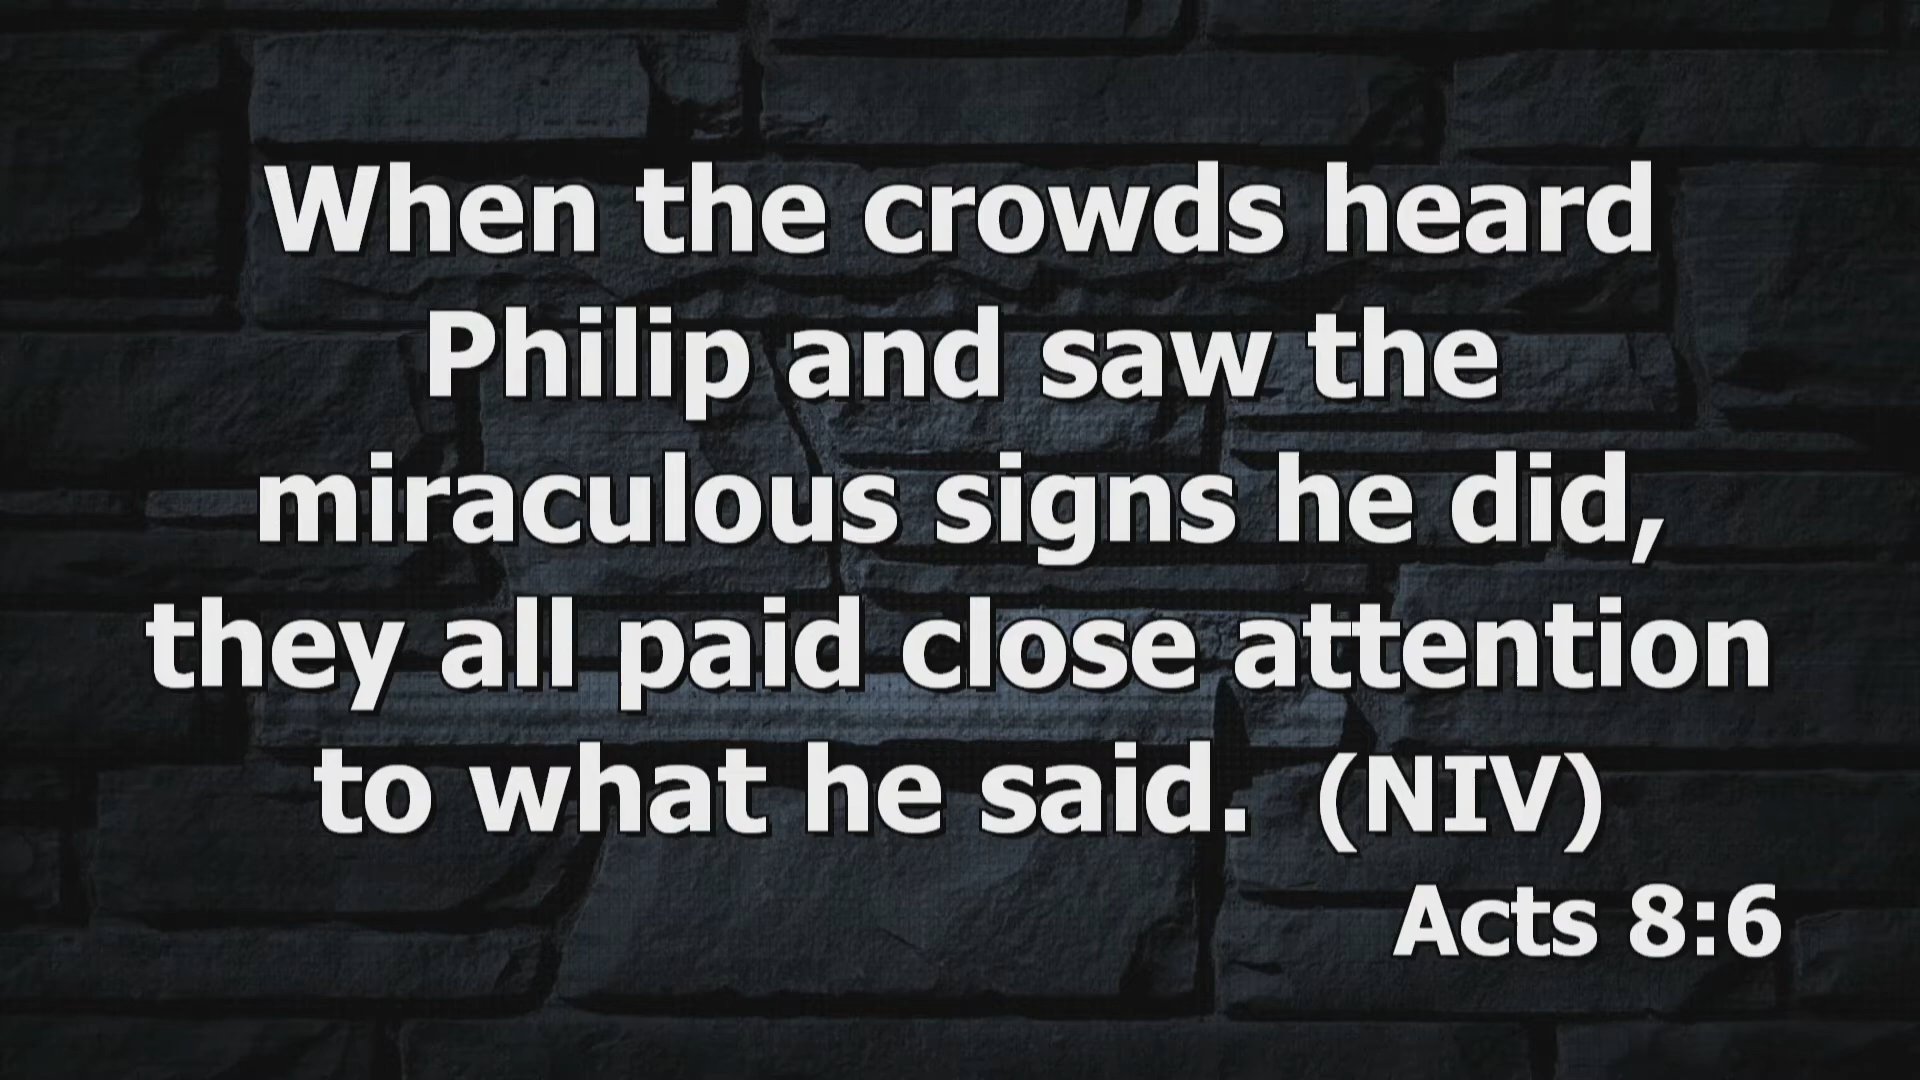 When the crowds heard
Philip and saw the
miraculous signs he did,
they all paid close attention
to what he said.  (NIV)
Acts 8:6